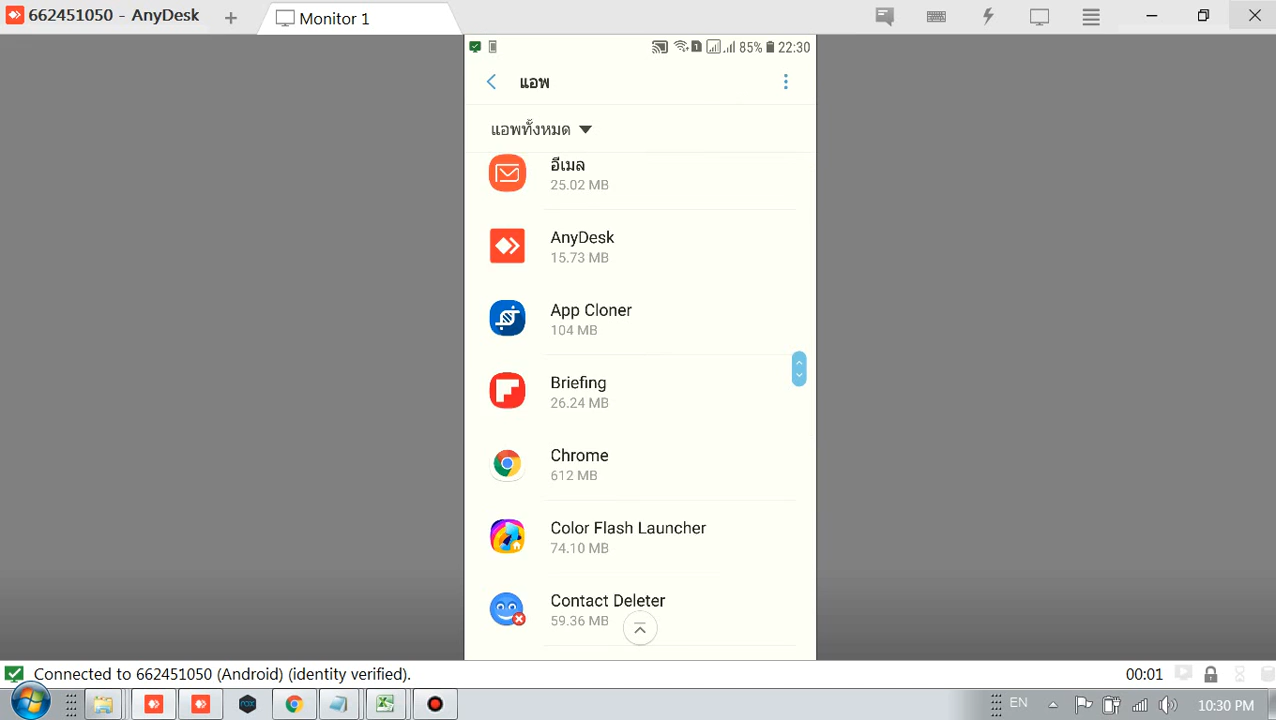 662451050 - AnyDesk
Monitor 1
85% 22:30
แอพ
แอพทั้งหมด
อีเมล
25.02 MB
AnyDesk
15.73 MB
App Cloner
104 MB
Briefing
26.24 MB
Chrome
612 MB
Color Flash Launcher
74.10 MB
Contact Deleter
59.36 MB
Connected to 662451050 (Android) (identity verified).
00:01
EN
10:30 PM